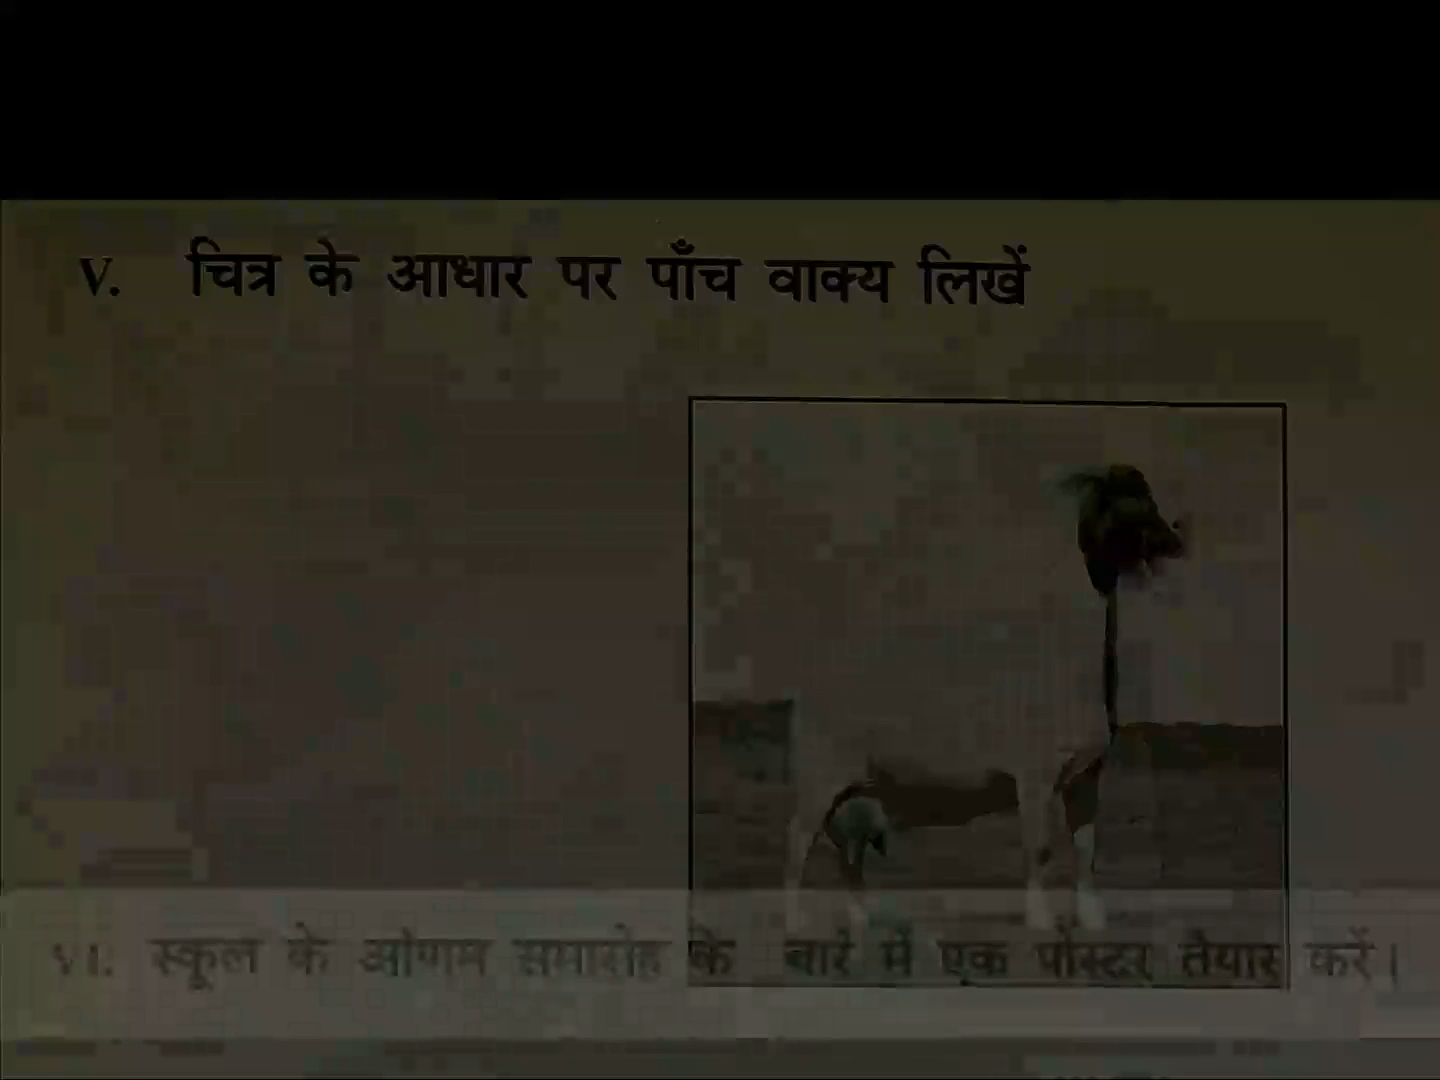 V. चित्र के आधार पर पाँच वाक्य लिखें
VI. स्कूल के ओणम समारोह के बारे में एक पोस्टर तैयार करें।